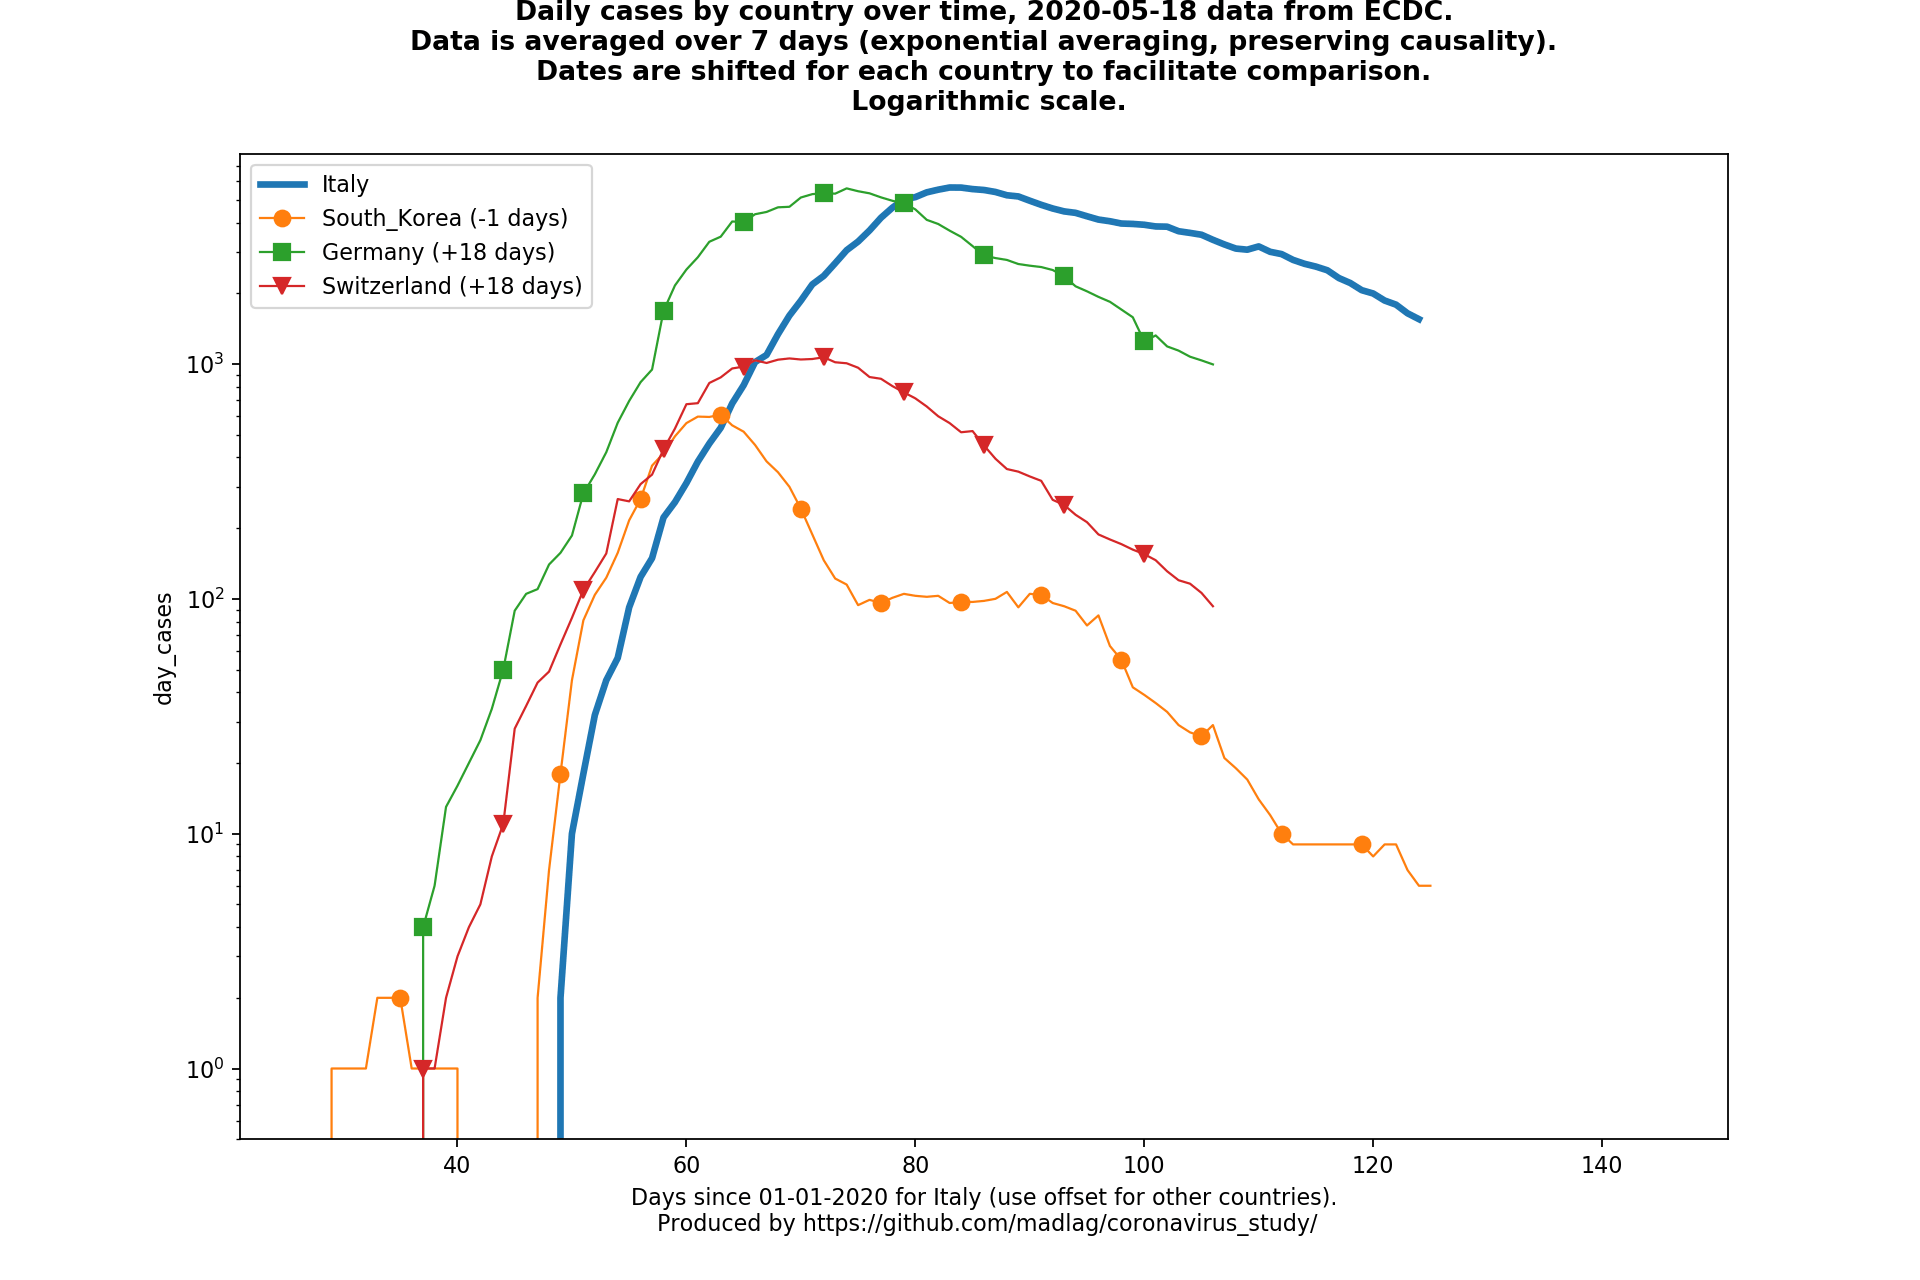 Daily cases by country over time, 2020-05-18 data from ECDC.
Data is averaged over 7 days (exponential averaging, preserving causality).
Dates are shifted for each country to facilitate comparison.
Logarithmic scale.
Italy
South_Korea (-1 days)
Germany (+18 days)
Switzerland (+18 days)
10³
10²
10¹
10⁰
day_cases
40 60 80 100 120 140
Days since 01-01-2020 for Italy (use offset for other countries).
Produced by https://github.com/madlag/coronavirus_study/